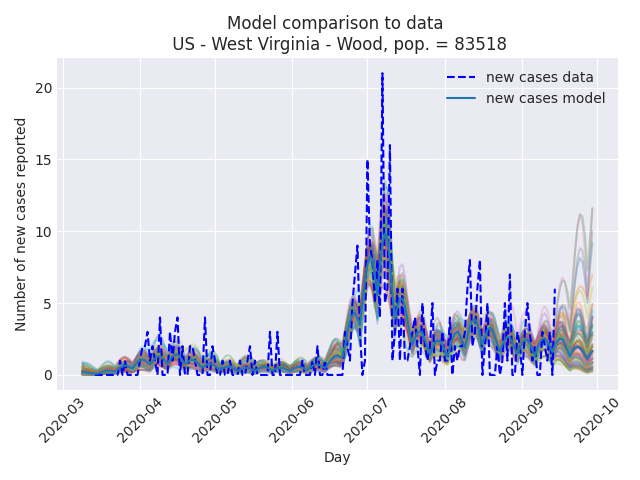 Model comparison to data
US - West Virginia - Wood, pop. = 83518
new cases data
new cases model
Number of new cases reported
20
15
10
5
0
2020-03
2020-04
2020-05
2020-06
2020-07
2020-08
2020-09
2020-10
Day